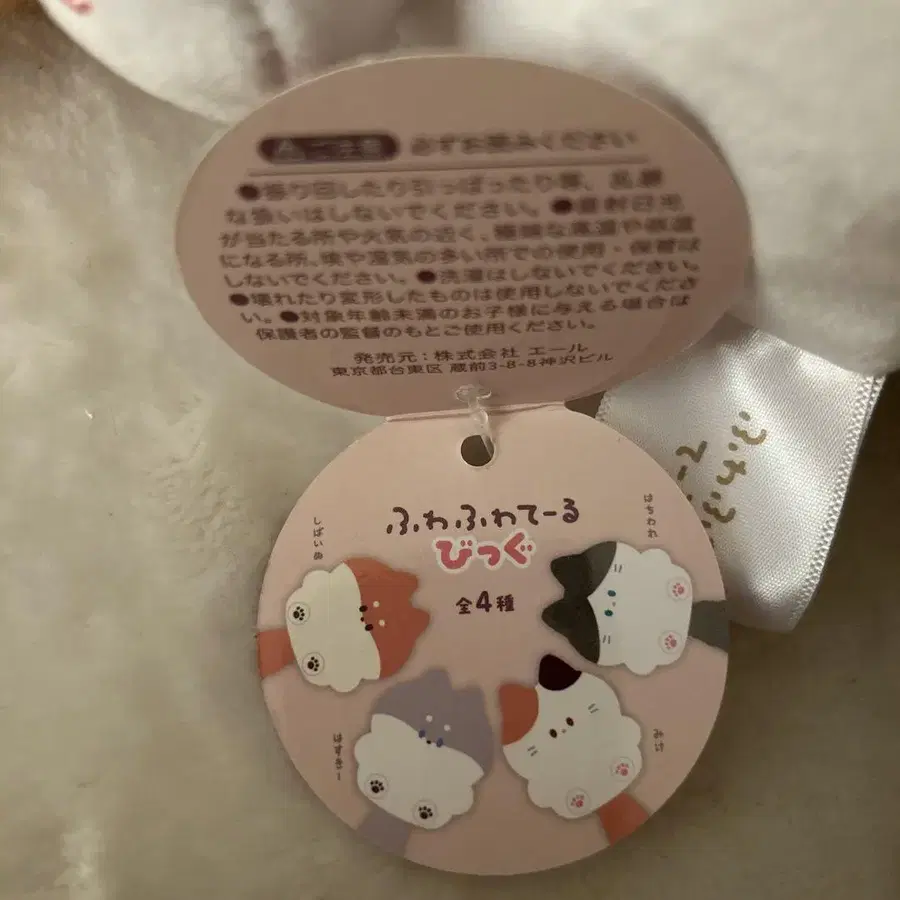 必ずお読みください
●振り回したり引っぱったり等、乱暴
な扱いはしないでください。●直射日光
が当たる所や火気の近く、極端な高温や低温
になる所、埃や湿気の多い所での使用・保管は
しないでください。●洗濯はしないでください。
●壊れたり変形したものは使用しないでくださ
い。●対象年齢未満のお子様に与える場合は
保護者の監督のもとご使用ください。
発売元：株式会社 エール
東京都台東区 蔵前3-8-8神沢ビル
ふわふわてーる
びっぐ
全4種
しばいぬ
はちわれ
はすきー
みけ